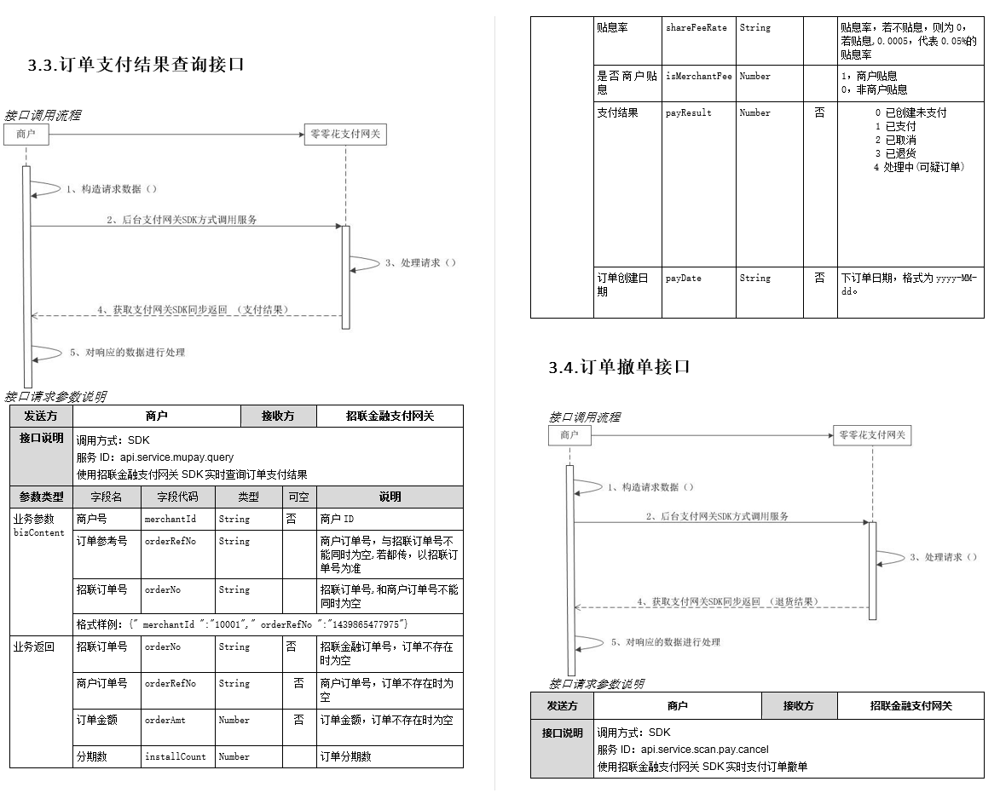 3.3.订单支付结果查询接口
接口调用流程
商户
零零花支付网关
1、构造请求数据（）
2、后台支付网关SDK方式调用服务
3、处理请求（）
4、获取支付网关SDK同步返回 （支付结果）
5、对响应的数据进行处理
接口请求参数说明
发送方 商户 接收方 招联金融支付网关
接口说明
调用方式：SDK
服务 ID：api.service.mupay.query
使用招联金融支付网关 SDK 实时查询订单支付结果
参数类型 字段名 字段代码 类型 可空 说明
业务参数
bizContent
商户号 merchantId String 否 商户 ID
订单参考号 orderRefNo String
商户订单号，与招联订单号不
能同时为空,若都传，以招联订
单号为准
招联订单号 orderNo String
招联订单号,和商户订单号不能
同时为空
格式样例：{" merchantId ":"10001"," orderRefNo ":"1439865477975"}
业务返回
招联订单号 orderNo String 否
招联金融订单号，订单不存在
时为空
商户订单号 orderRefNo String 否
商户订单号，订单不存在时为
空
订单金额 orderAmt Number 否 订单金额，订单不存在时为空
分期数 installCount Number 订单分期数
贴息率 shareFeeRate String
贴息率，若不贴息，则为 0，
若贴息,0.0005，代表 0.05%的
贴息率
是否商户贴
息
isMerchantFee Number
1，商户贴息
0，非商户贴息
支付结果 payResult Number 否
0 已创建未支付
1 已支付
2 已取消
3 已退货
4 处理中(可疑订单)
订单创建日
期
payDate String 否
下订单日期，格式为 yyyy-MM-
dd。
3.4.订单撤单接口
接口调用流程
商户
零零花支付网关
1、构造请求数据（）
2、后台支付网关SDK方式调用服务
3、处理请求（）
4、获取支付网关SDK同步返回 （退货结果）
5、对响应的数据进行处理
接口请求参数说明
发送方 商户 接收方 招联金融支付网关
接口说明
调用方式：SDK
服务 ID：api.service.scan.pay.cancel
使用招联金融支付网关 SDK 实时支付订单撤单